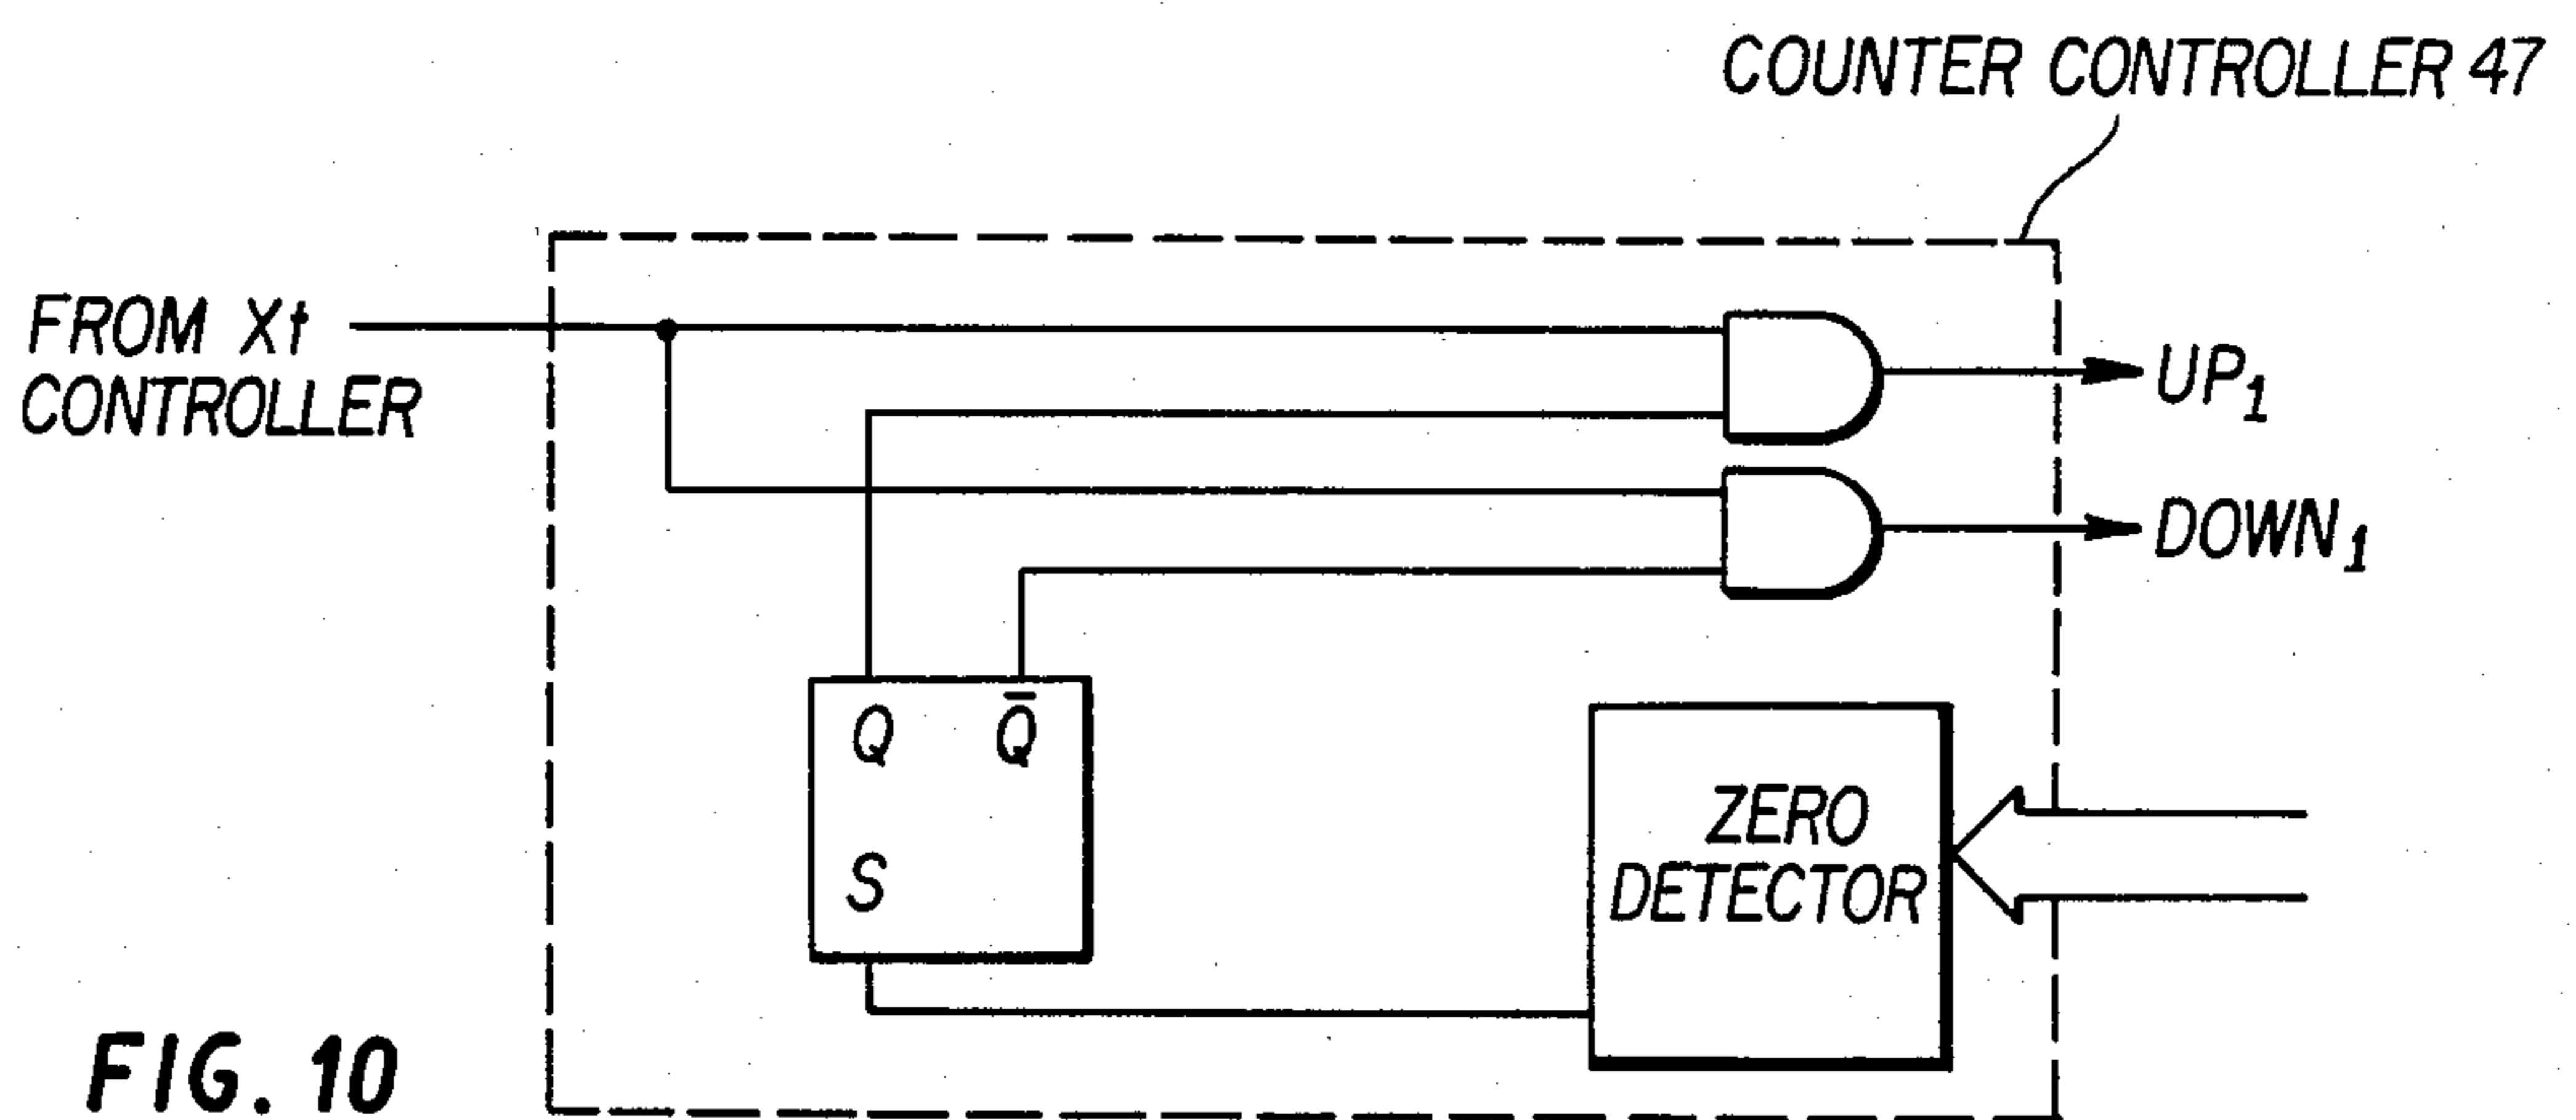 COUNTER CONTROLLER 47
FROM Xt
CONTROLLER
UP1
DOWN1
Q Q̅
S
ZERO
DETECTOR
FIG. 10